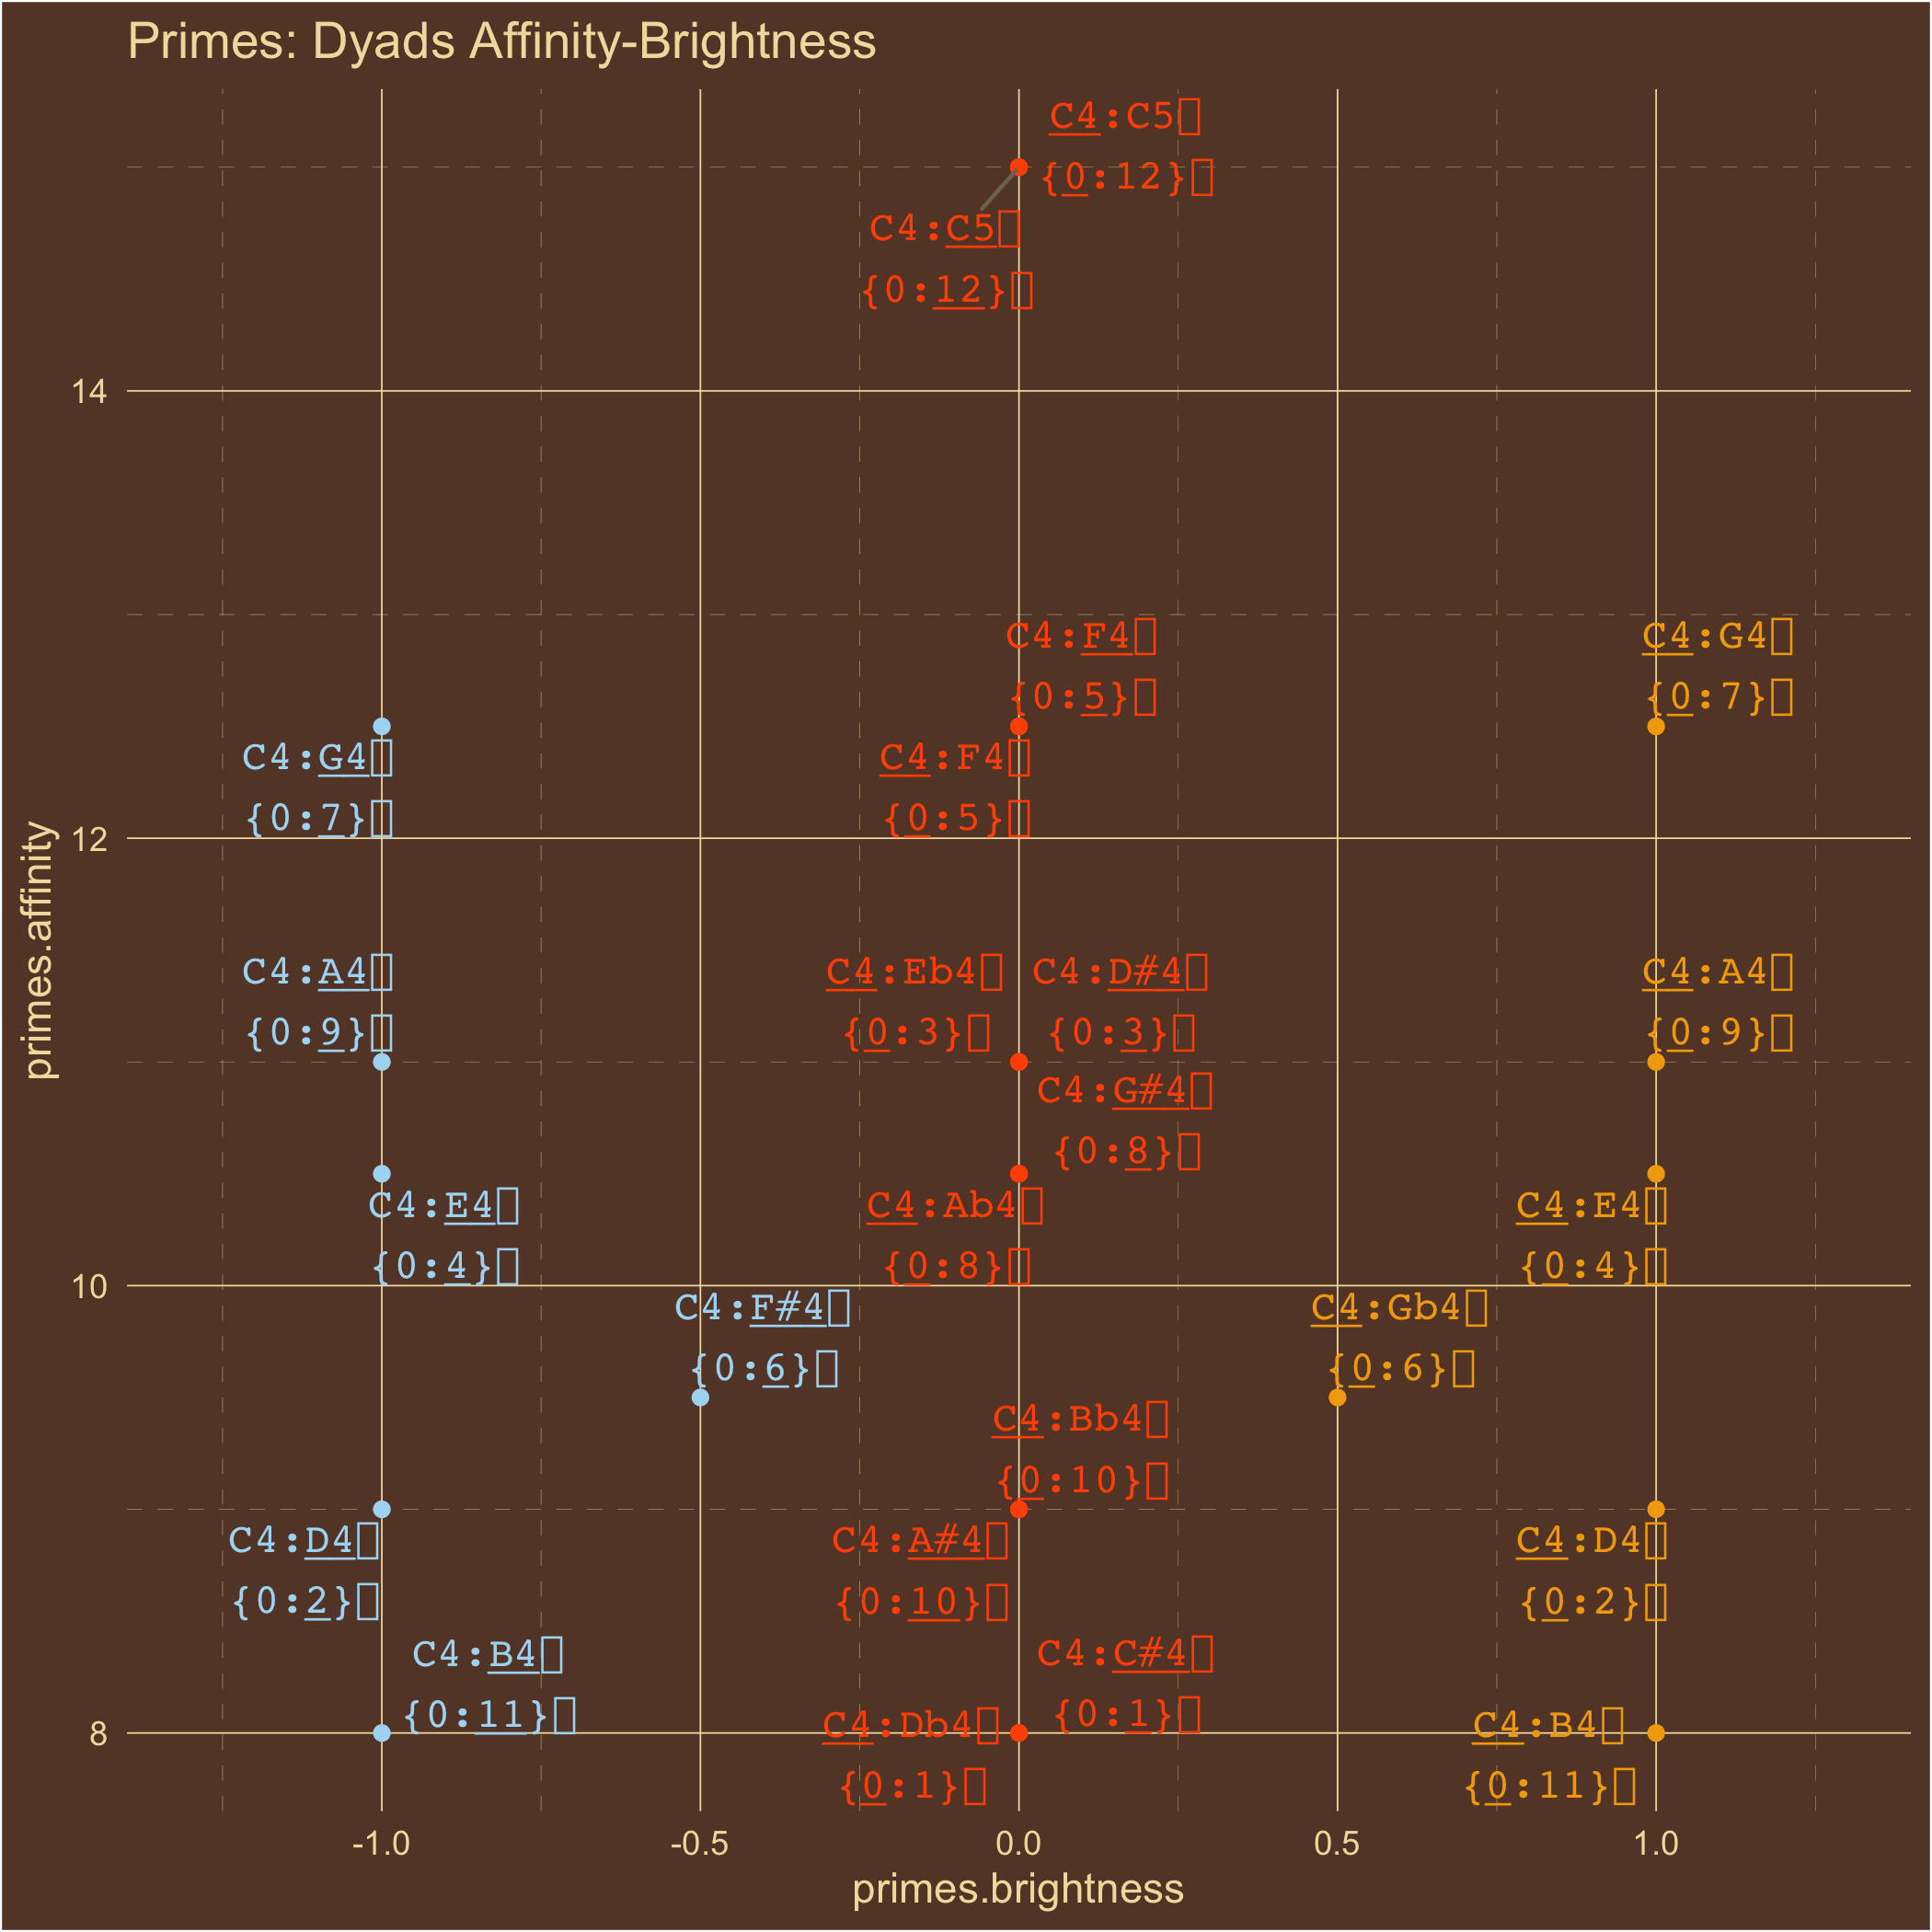 Primes: Dyads Affinity-Brightness
C4:C5
{0:12}
C4:C5
{0:12}
14
C4:F4
{0:5}
C4:G4
{0:7}
C4:G4
{0:7}
C4:F4
{0:5}
12
primes.affinity
C4:A4
{0:9}
C4:Eb4
{0:3}
C4:D#4
{0:3}
C4:A4
{0:9}
C4:G#4
{0:8}
C4:E4
{0:4}
C4:Ab4
{0:8}
C4:E4
{0:4}
10
C4:F#4
{0:6}
C4:Gb4
{0:6}
C4:Bb4
{0:10}
C4:D4
{0:2}
C4:A#4
{0:10}
C4:D4
{0:2}
C4:B4
{0:11}
C4:C#4
{0:1}
C4:Db4
{0:1}
C4:B4
{0:11}
8
-1.0
-0.5
0.0
0.5
1.0
primes.brightness